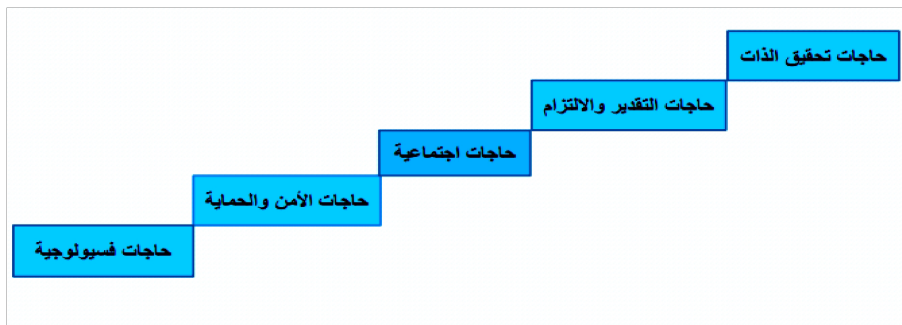 حاجات تحقيق الذات
حاجات التقدير والالتزام
حاجات اجتماعية
حاجات الأمن والحماية
حاجات فسيولوجية